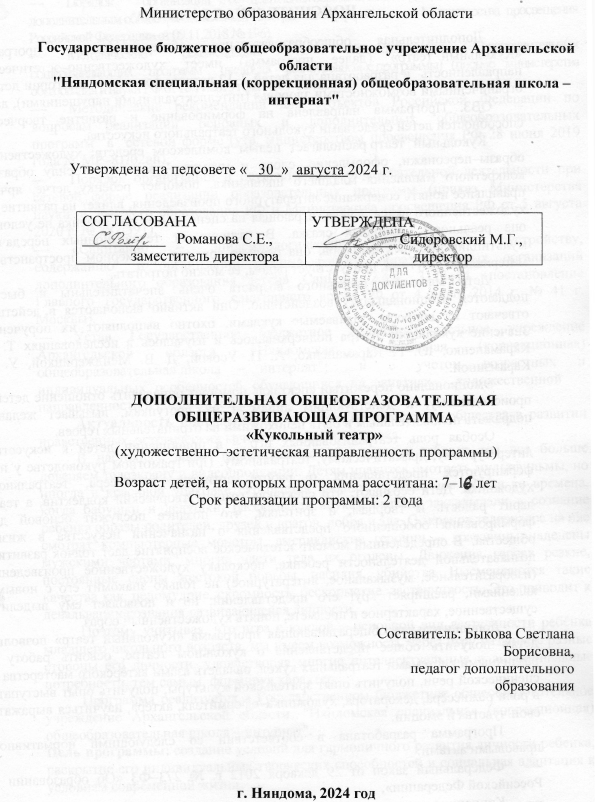 Министерство образования Архангельской области
Государственное бюджетное общеобразовательное учреждение Архангельской
области
"Няндомская специальная (коррекционная) общеобразовательная школа –
интернат"
Утверждена на педсовете « 30 » августа 2024 г.
СОГЛАСОВАНА
Романова С.Е.,
заместитель директора
УТВЕРЖДЕНА
Сидоровский М.Г.,
директор
ДЛЯ
ДОКУМЕНТОВ
ДОПОЛНИТЕЛЬНАЯ ОБЩЕОБРАЗОВАТЕЛЬНАЯ
ОБЩЕРАЗВИВАЮЩАЯ ПРОГРАММА
«Кукольный театр»
(художественно–эстетическая направленность программы)
Возраст детей, на которых программа рассчитана: 7–16 лет
Срок реализации программы: 2 года
Составитель: Быкова Светлана
Борисовна,
педагог дополнительного
образования
г. Няндома, 2024 год